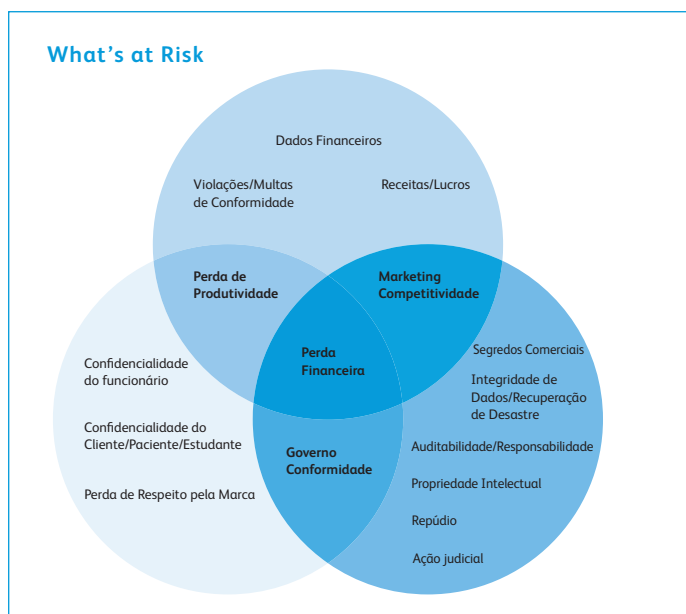 What's at Risk
Dados Financeiros
Violações/Multas
de Conformidade
Receitas/Lucros
Perda de
Produtividade
Marketing
Competitividade
Perda
Financeira
Segredos Comerciais
Integridade de
Dados/Recuperação
de Desastre
Auditabilidade/Responsabilidade
Propriedade Intelectual
Repúdio
Ação judicial
Confidencialidade
do funcionário
Confidencialidade do
Cliente/Paciente/Estudante
Perda de Respeito pela Marca
Governo
Conformidade